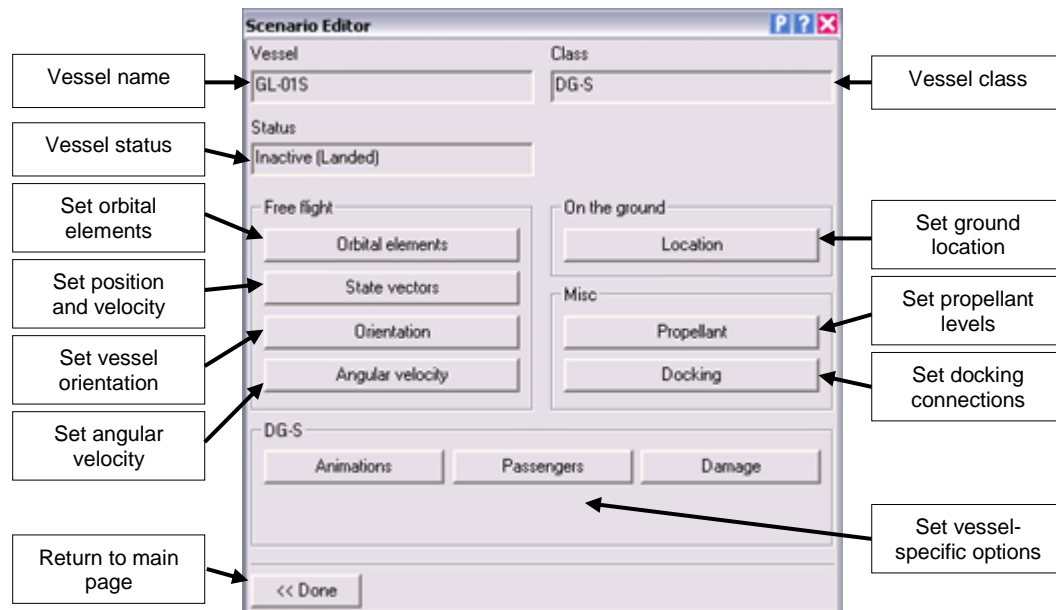 Scenario Editor
P ? X
Vessel
Class
GL-01S
DG-S
Status
Inactive (Landed)
Free flight
Orbital elements
State vectors
Orientation
Angular velocity
On the ground
Location
Misc
Propellant
Docking
DG-S
Animations
Passengers
Damage
<< Done
Vessel name
Vessel status
Set orbital
elements
Set position
and velocity
Set vessel
orientation
Set angular
velocity
Return to main
page
Vessel class
Set ground
location
Set propellant
levels
Set docking
connections
Set vessel-
specific options